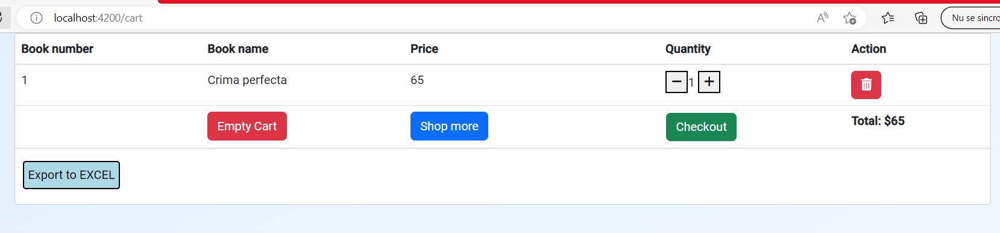 localhost:4200/cart
Nu se sincro
Book number Book name Price Quantity Action
1 Crima perfecta 65 1
Empty Cart Shop more Checkout Total: $65
Export to EXCEL